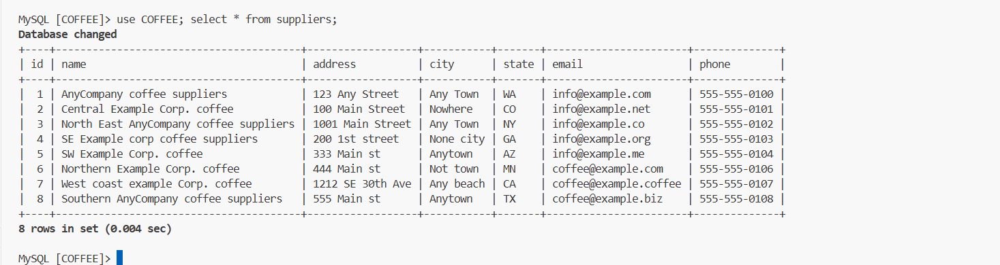 MySQL [COFFEE]> use COFFEE; select * from suppliers;
Database changed
+----+----------------------------------------+------------------+-----------+-------+-----------------------+--------------+
| id | name                                   | address          | city      | state | email                 | phone        |
+----+----------------------------------------+------------------+-----------+-------+-----------------------+--------------+
|  1 | AnyCompany coffee suppliers            | 123 Any Street   | Any Town  | WA    | info@example.com      | 555-555-0100 |
|  2 | Central Example Corp. coffee           | 100 Main Street  | Nowhere   | CO    | info@example.net      | 555-555-0101 |
|  3 | North East AnyCompany coffee suppliers | 1001 Main Street | Any Town  | NY    | info@example.co       | 555-555-0102 |
|  4 | SE Example corp coffee suppliers       | 200 1st street   | None city | GA    | info@example.org      | 555-555-0103 |
|  5 | SW Example Corp. coffee                | 333 Main st      | Anytown   | AZ    | info@example.me       | 555-555-0104 |
|  6 | Northern Example Corp. coffee          | 444 Main st      | Not town  | MN    | coffee@example.com    | 555-555-0106 |
|  7 | West coast example Corp. coffee        | 1212 SE 30th Ave | Any beach | CA    | coffee@example.coffee | 555-555-0107 |
|  8 | Southern AnyCompany coffee suppliers   | 555 Main st      | Anytown   | TX    | coffee@example.biz    | 555-555-0108 |
+----+----------------------------------------+------------------+-----------+-------+-----------------------+--------------+
8 rows in set (0.004 sec)
MySQL [COFFEE]>